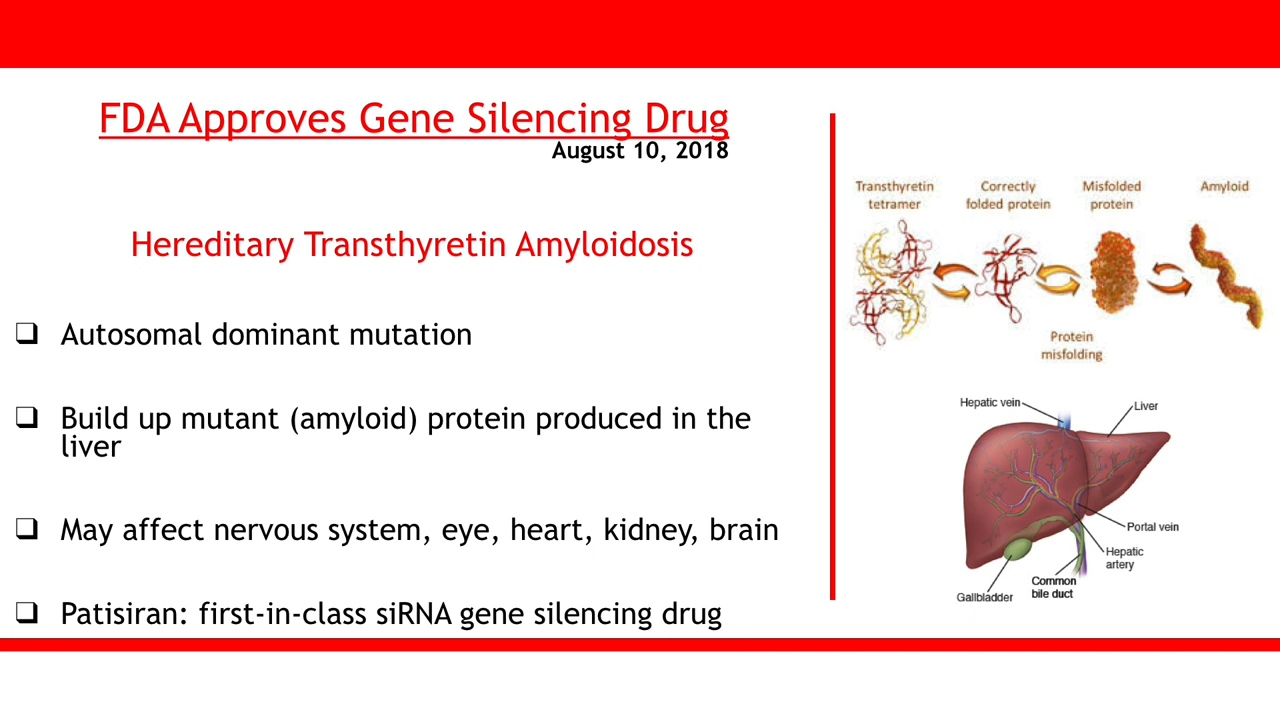 FDA Approves Gene Silencing Drug
August 10, 2018
Hereditary Transthyretin Amyloidosis
❑ Autosomal dominant mutation
❑ Build up mutant (amyloid) protein produced in the
liver
❑ May affect nervous system, eye, heart, kidney, brain
❑ Patisiran: first-in-class siRNA gene silencing drug
Transthyretin
tetramer
Correctly
folded protein
Misfolded
protein
Amyloid
Protein
misfolding
Hepatic vein
Liver
Portal vein
Hepatic
artery
Common
bile duct
Gallbladder